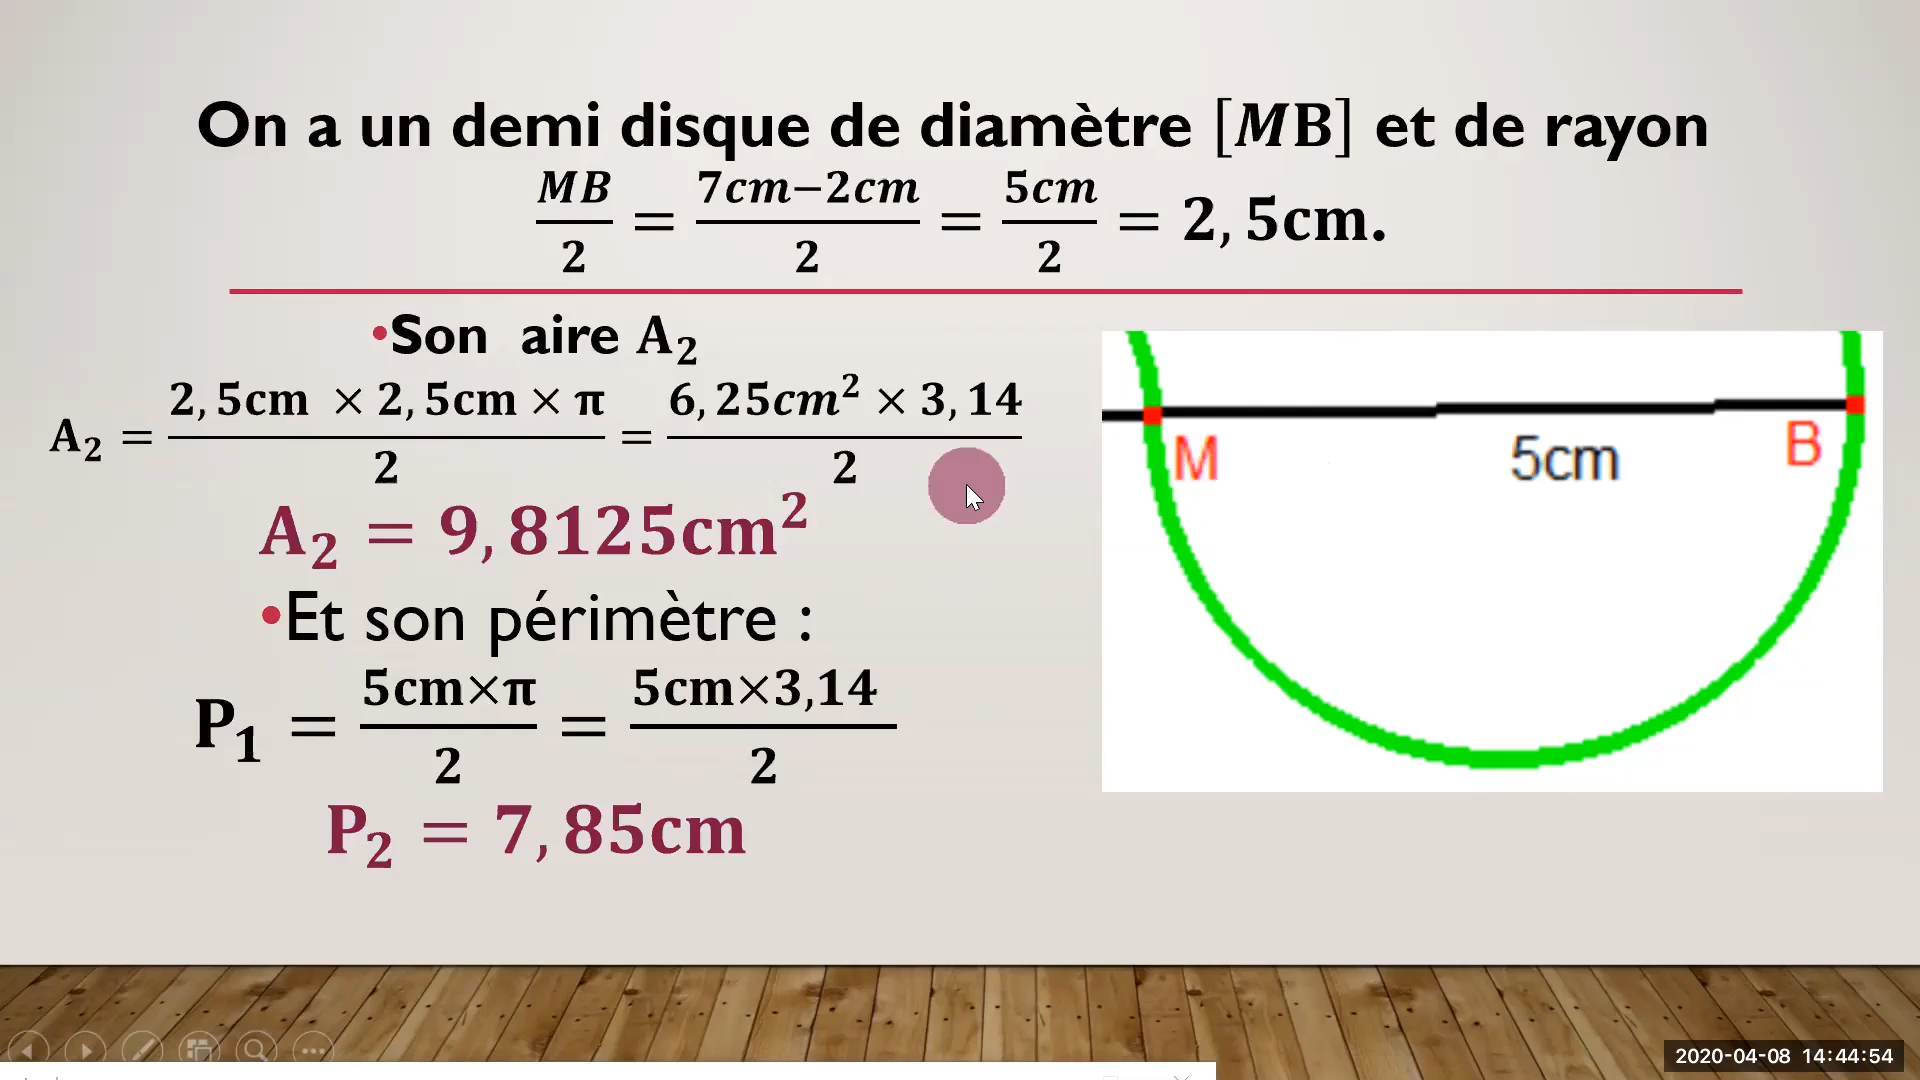 On a un demi disque de diamètre [MB] et de rayon
MB/2 = 7cm−2cm/2 = 5cm/2 = 2,5cm.
•Son aire A₂
A₂ = 2,5cm × 2,5cm × π/2 = 6,25cm² × 3,14/2
A₂ = 9,8125cm²
•Et son périmètre :
P₁ = 5cm×π/2 = 5cm×3,14/2
P₂ = 7,85cm
M
5cm
B
2020-04-08 14:44:54